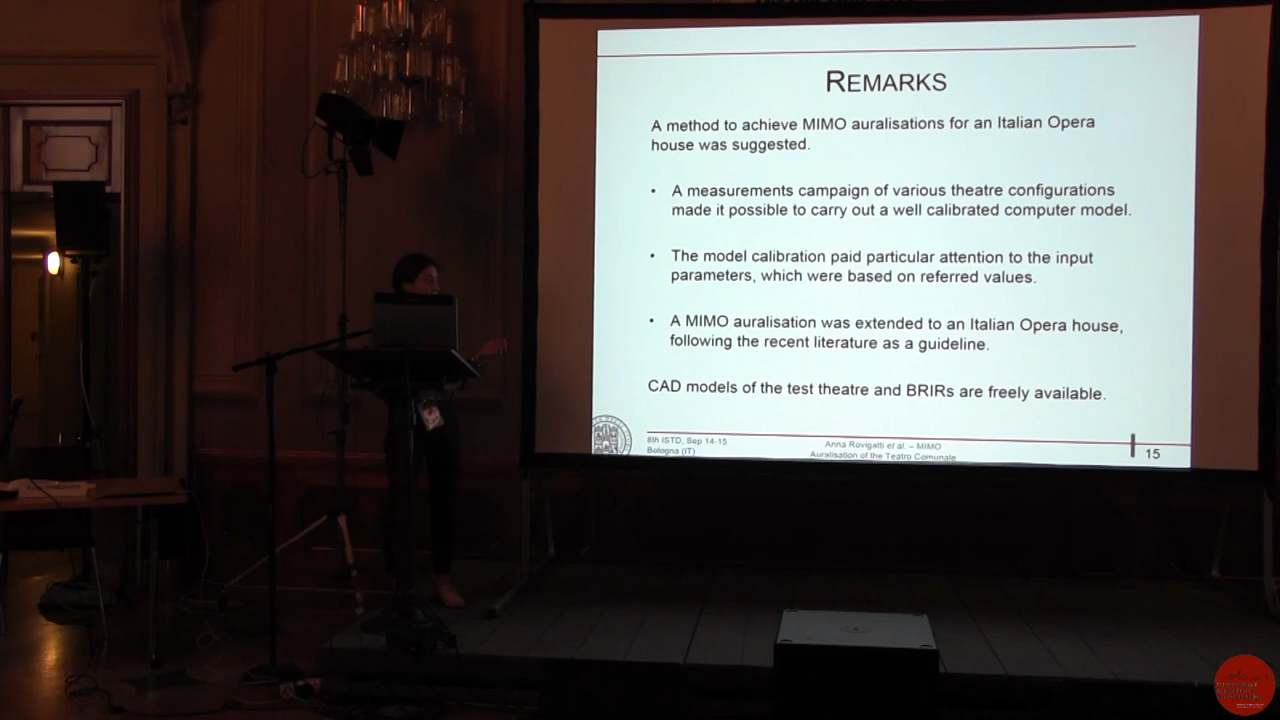 REMARKS
A method to achieve MIMO auralisations for an Italian Opera
house was suggested.
• A measurements campaign of various theatre configurations
made it possible to carry out a well calibrated computer model.
• The model calibration paid particular attention to the input
parameters, which were based on referred values.
• A MIMO auralisation was extended to an Italian Opera house,
following the recent literature as a guideline.
CAD models of the test theatre and BRIRs are freely available.
8th ISTD, Sep 14-15
Bologna (IT)
Anna Rovigatti et al. – MIMO
Auralisation of the Teatro Comunale
15